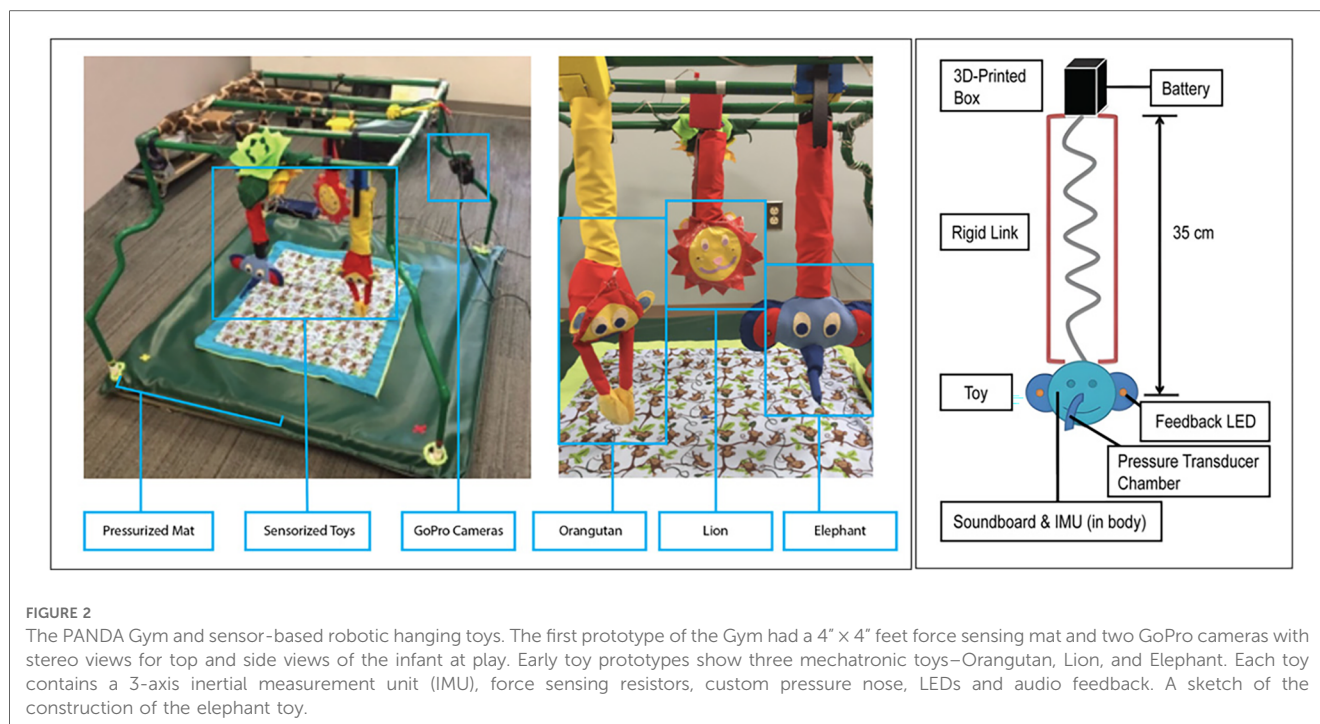 Pressurized Mat
Sensorized Toys
GoPro Cameras
Orangutan
Lion
Elephant
3D-Printed
Box
Battery
Rigid Link
35 cm
Toy
Feedback LED
Pressure Transducer
Chamber
Soundboard & IMU (in body)
FIGURE 2
The PANDA Gym and sensor-based robotic hanging toys. The first prototype of the Gym had a 4” × 4” feet force sensing mat and two GoPro cameras with
stereo views for top and side views of the infant at play. Early toy prototypes show three mechatronic toys–Orangutan, Lion, and Elephant. Each toy
contains a 3-axis inertial measurement unit (IMU), force sensing resistors, custom pressure nose, LEDs and audio feedback. A sketch of the
construction of the elephant toy.